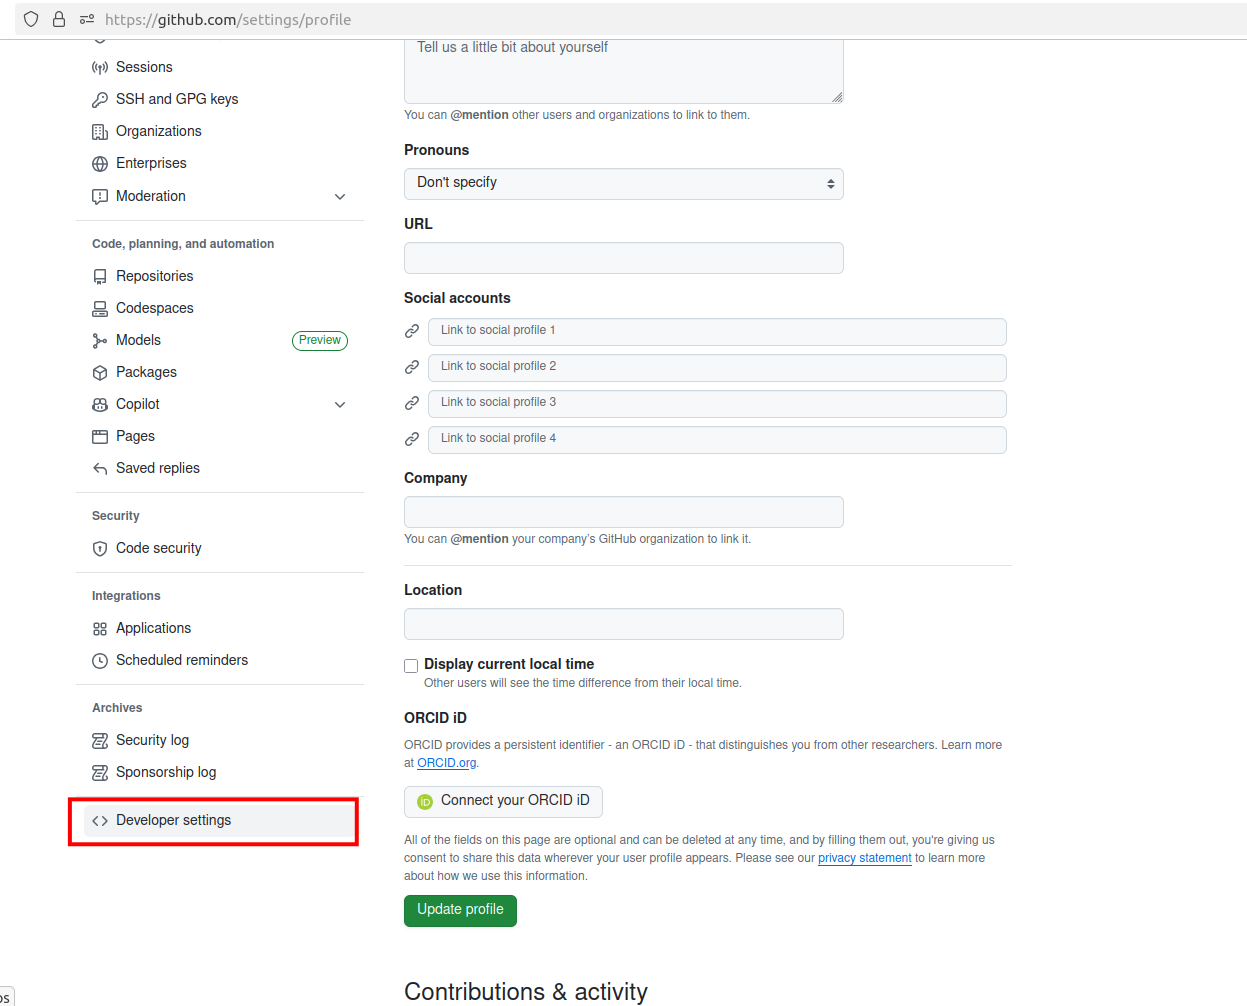 https://github.com/settings/profile
Sessions
SSH and GPG keys
Organizations
Enterprises
Moderation
Code, planning, and automation
Repositories
Codespaces
Models
Preview
Packages
Copilot
Pages
Saved replies
Security
Code security
Integrations
Applications
Scheduled reminders
Archives
Security log
Sponsorship log
Developer settings
Tell us a little bit about yourself
You can @mention other users and organizations to link to them.
Pronouns
Don't specify
URL
Social accounts
Link to social profile 1
Link to social profile 2
Link to social profile 3
Link to social profile 4
Company
You can @mention your company's GitHub organization to link it.
Location
Display current local time
Other users will see the time difference from their local time.
ORCID iD
ORCID provides a persistent identifier - an ORCID iD - that distinguishes you from other researchers. Learn more
at ORCID.org.
iD Connect your ORCID iD
All of the fields on this page are optional and can be deleted at any time, and by filling them out, you're giving us
consent to share this data wherever your user profile appears. Please see our privacy statement to learn more
about how we use this information.
Update profile
Contributions & activity